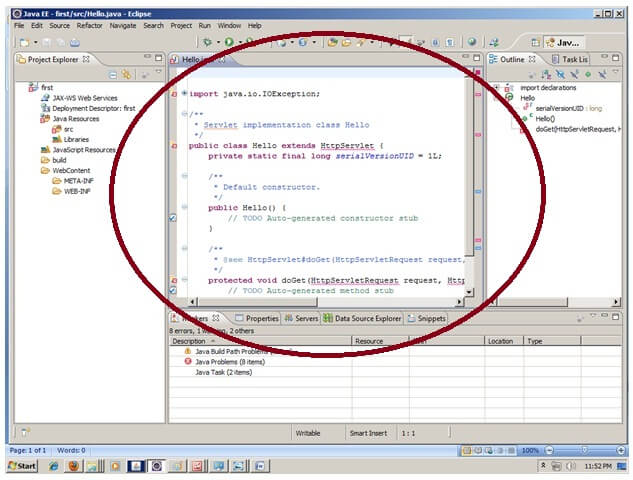 Java EE - first/src/Hello.java - Eclipse
File Edit Source Refactor Navigate Search Project Run Window Help
Jav...
Project Explorer
first
JAX-WS Web Services
Deployment Descriptor: first
Java Resources
src
Libraries
JavaScript Resources
build
WebContent
META-INF
WEB-INF
Hello.java
import java.io.IOException;
/**
* Servlet implementation class Hello
*/
public class Hello extends HttpServlet {
private static final long serialVersionUID = 1L;
/**
* Default constructor.
*/
public Hello() {
// TODO Auto-generated constructor stub
}
/**
* @see HttpServlet#doGet(HttpServletRequest request,
*/
protected void doGet(HttpServletRequest request, Http
// TODO Auto-generated method stub
Outline Task Lis
import declarations
Hello
serialVersionUID : long
Hello()
doGet(HttpServletRequest, H
Markers Properties Servers Data Source Explorer Snippets
8 errors, 1 warning, 2 others
Description Resource Location Type
Java Build Path Problems
Java Problems (8 items)
Java Task (2 items)
Writable Smart Insert 1 : 1
Page: 1 of 1 Words: 0 100%
Start 11:52 PM